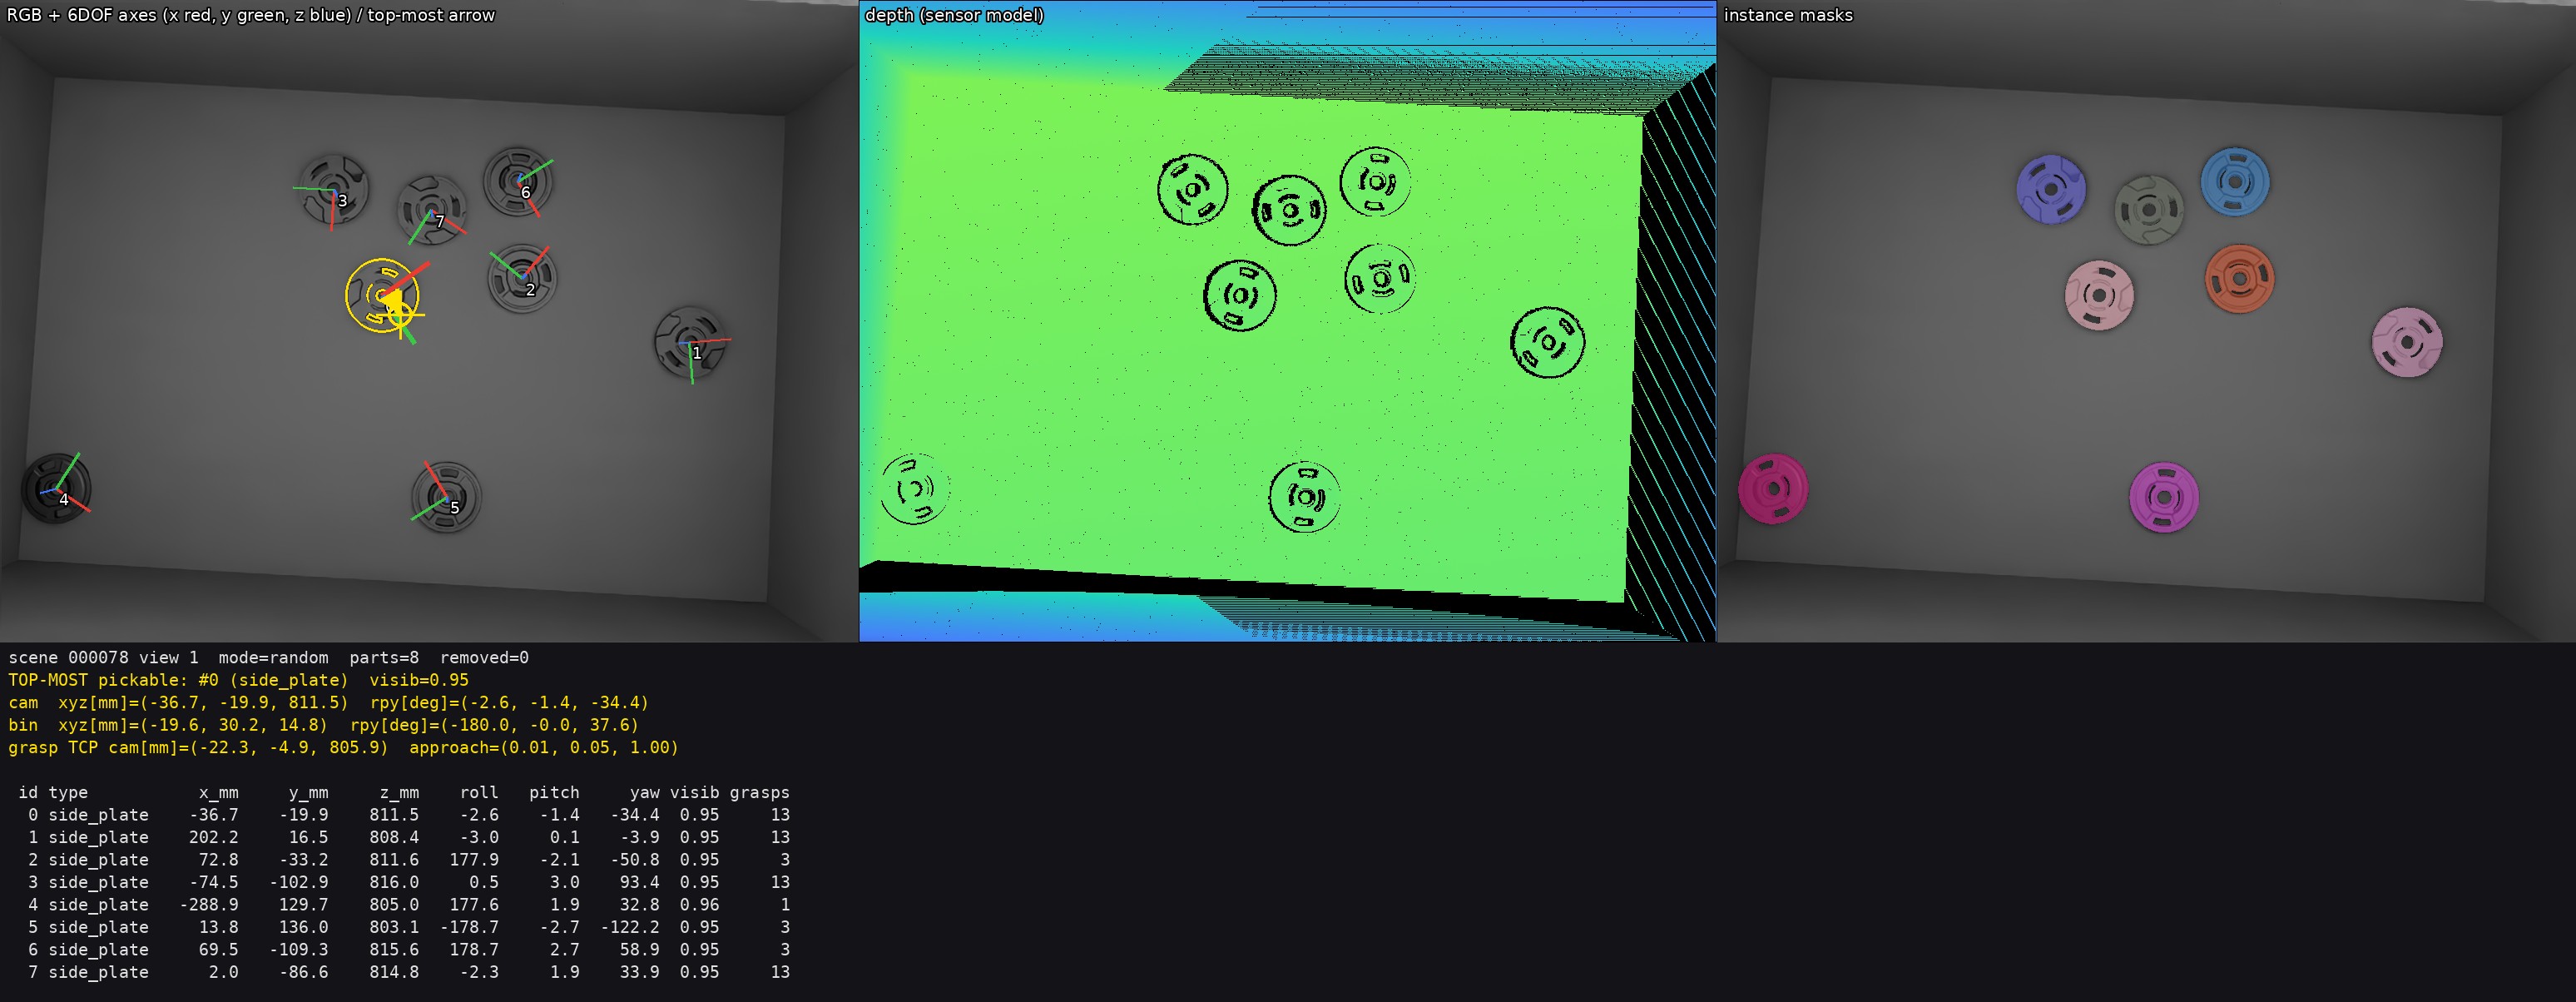 RGB + 6DOF axes (x red, y green, z blue) / top-most arrow
depth (sensor model)
instance masks
3
7
6
2
1
4
5
scene 000078 view 1 mode=random parts=8 removed=0
TOP-MOST pickable: #0 (side_plate) visib=0.95
cam xyz[mm]=(-36.7, -19.9, 811.5) rpy[deg]=(-2.6, -1.4, -34.4)
bin xyz[mm]=(-19.6, 30.2, 14.8) rpy[deg]=(-180.0, -0.0, 37.6)
grasp TCP cam[mm]=(-22.3, -4.9, 805.9) approach=(0.01, 0.05, 1.00)
id type x_mm y_mm z_mm roll pitch yaw visib grasps
0 side_plate -36.7 -19.9 811.5 -2.6 -1.4 -34.4 0.95 13
1 side_plate 202.2 16.5 808.4 -3.0 0.1 -3.9 0.95 13
2 side_plate 72.8 -33.2 811.6 177.9 -2.1 -50.8 0.95 3
3 side_plate -74.5 -102.9 816.0 0.5 3.0 93.4 0.95 13
4 side_plate -288.9 129.7 805.0 177.6 1.9 32.8 0.96 1
5 side_plate 13.8 136.0 803.1 -178.7 -2.7 -122.2 0.95 3
6 side_plate 69.5 -109.3 815.6 178.7 2.7 58.9 0.95 3
7 side_plate 2.0 -86.6 814.8 -2.3 1.9 33.9 0.95 13